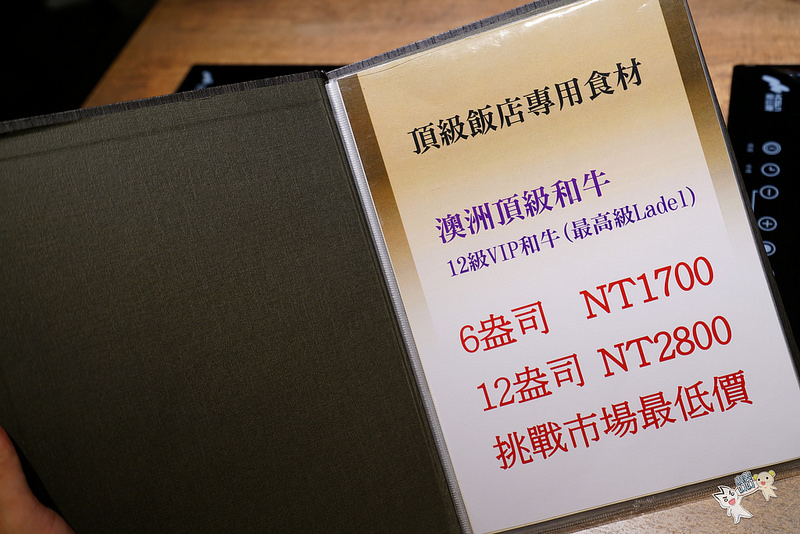 頂級飯店專用食材
澳洲頂級和牛
12級VIP和牛(最高級Ladel)
6盎司 NT1700
12盎司 NT2800
挑戰市場最低價